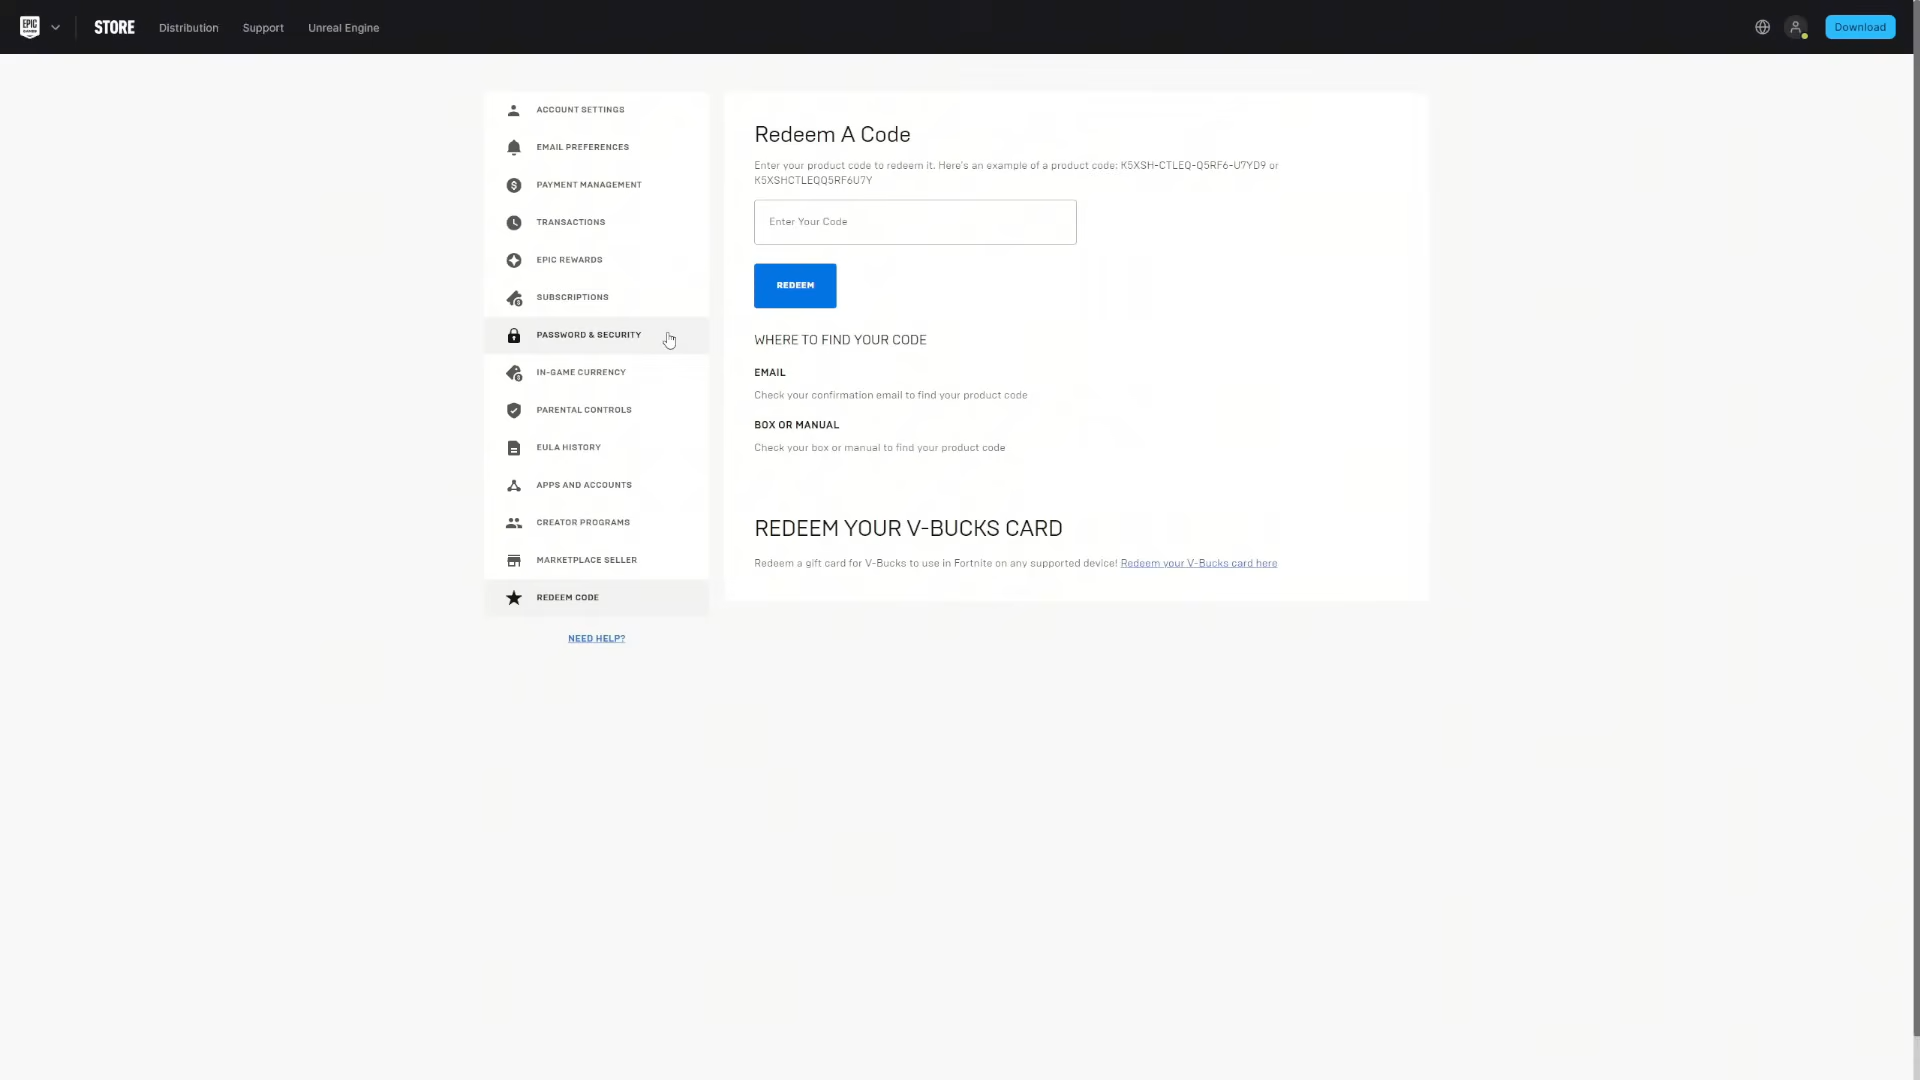 EPIC GAMES
STORE
Distribution
Support
Unreal Engine
Download
ACCOUNT SETTINGS
EMAIL PREFERENCES
PAYMENT MANAGEMENT
TRANSACTIONS
EPIC REWARDS
SUBSCRIPTIONS
PASSWORD & SECURITY
IN-GAME CURRENCY
PARENTAL CONTROLS
EULA HISTORY
APPS AND ACCOUNTS
CREATOR PROGRAMS
MARKETPLACE SELLER
REDEEM CODE
NEED HELP?
Redeem A Code
Enter your product code to redeem it. Here's an example of a product code: K5XSH-CTLEQ-Q5RF6-U7YD9 or
K5XSHCTLEQQ5RF6U7Y
Enter Your Code
REDEEM
WHERE TO FIND YOUR CODE
EMAIL
Check your confirmation email to find your product code
BOX OR MANUAL
Check your box or manual to find your product code
REDEEM YOUR V-BUCKS CARD
Redeem a gift card for V-Bucks to use in Fortnite on any supported device! Redeem your V-Bucks card here